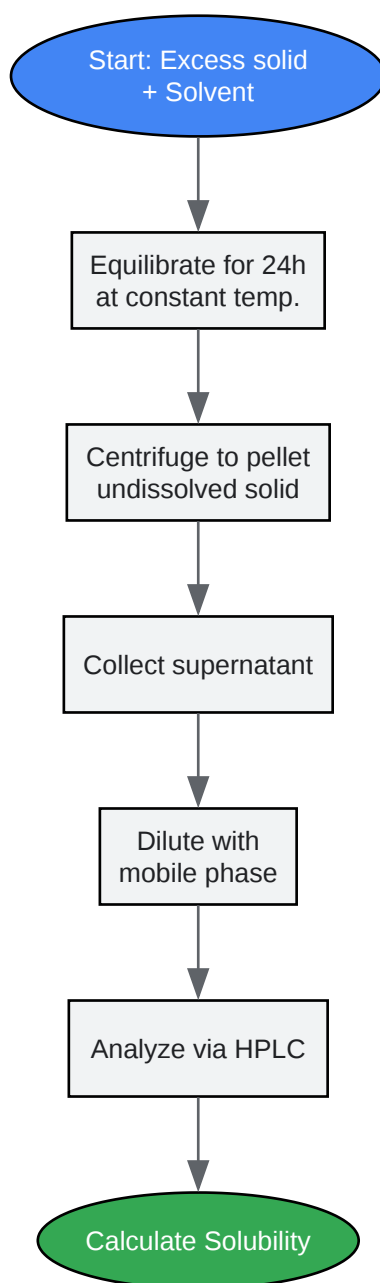 Start: Excess solid
+ Solvent
Equilibrate for 24h
at constant temp.
Centrifuge to pellet
undissolved solid
Collect supernatant
Dilute with
mobile phase
Analyze via HPLC
Calculate Solubility